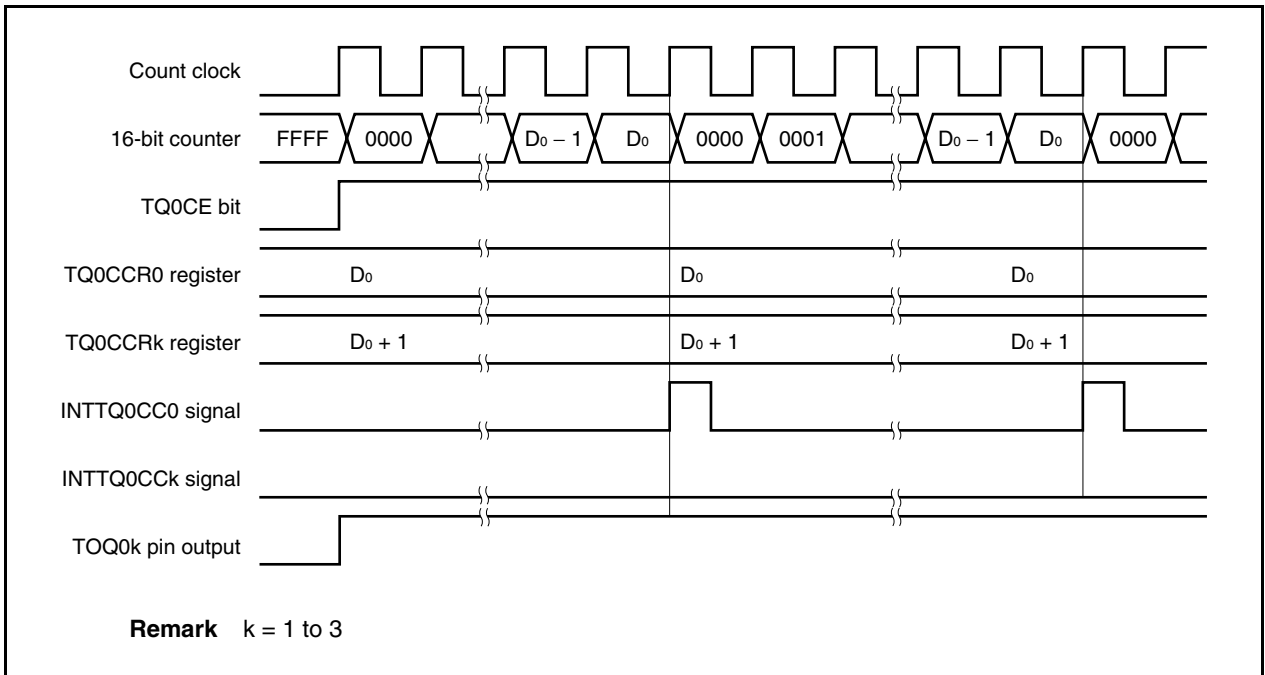 Count clock
16-bit counter FFFF 0000 D₀ − 1 D₀ 0000 0001 D₀ − 1 D₀ 0000
TQ0CE bit
TQ0CCR0 register D₀ D₀ D₀
TQ0CCRk register D₀ + 1 D₀ + 1 D₀ + 1
INTTQ0CC0 signal
INTTQ0CCk signal
TOQ0k pin output
Remark k = 1 to 3